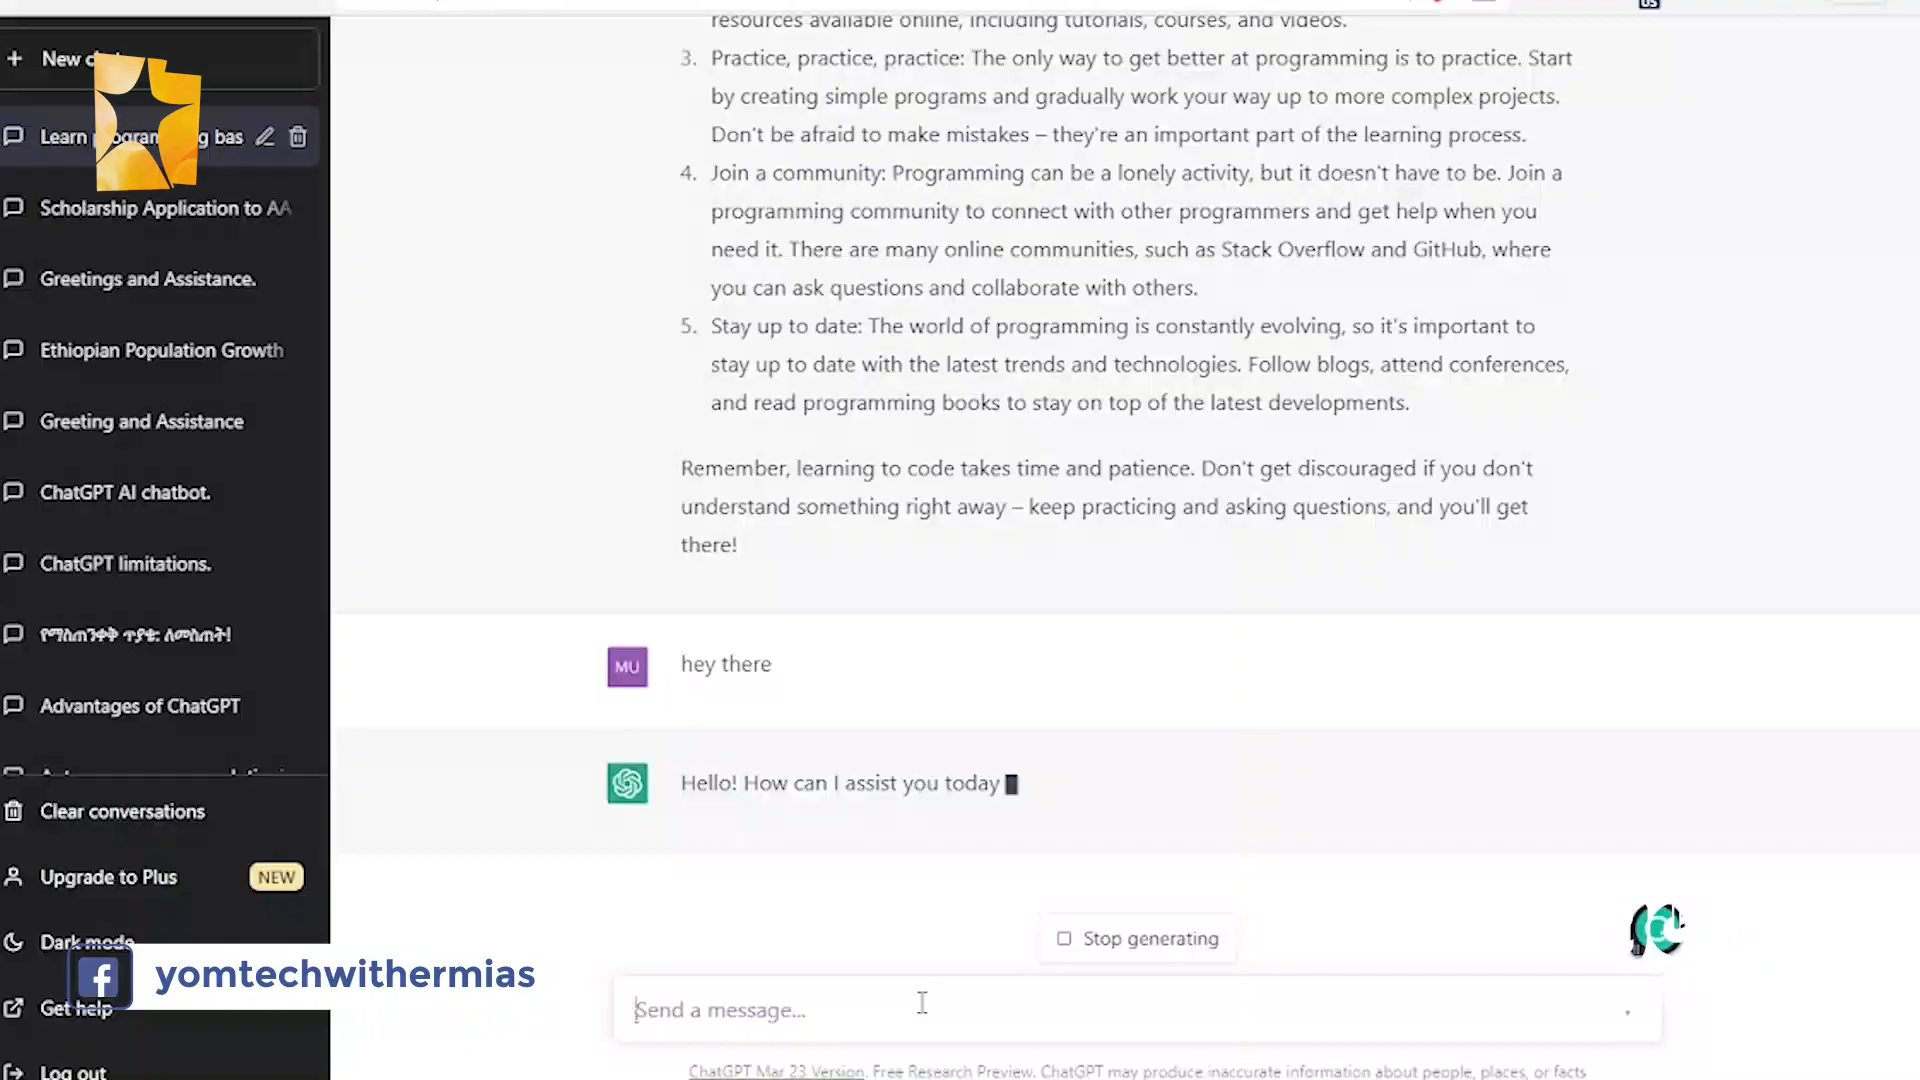 New
Learn programming bas
Scholarship Application to AA
Greetings and Assistance.
Ethiopian Population Growth
Greeting and Assistance
ChatGPT AI chatbot.
ChatGPT limitations.
የማስጠንቀቅ ጥያቄ ለመስጠት!
Advantages of ChatGPT
Clear conversations
Upgrade to Plus NEW
Dark mode
Get help
Log out
yomtechwithermias
resources available online, including tutorials, courses, and videos.
3. Practice, practice, practice: The only way to get better at programming is to practice. Start
by creating simple programs and gradually work your way up to more complex projects.
Don't be afraid to make mistakes – they're an important part of the learning process.
4. Join a community: Programming can be a lonely activity, but it doesn't have to be. Join a
programming community to connect with other programmers and get help when you
need it. There are many online communities, such as Stack Overflow and GitHub, where
you can ask questions and collaborate with others.
5. Stay up to date: The world of programming is constantly evolving, so it's important to
stay up to date with the latest trends and technologies. Follow blogs, attend conferences,
and read programming books to stay on top of the latest developments.
Remember, learning to code takes time and patience. Don't get discouraged if you don't
understand something right away – keep practicing and asking questions, and you'll get
there!
MU hey there
Hello! How can I assist you today
Stop generating
Send a message...
ChatGPT Mar 23 Version. Free Research Preview. ChatGPT may produce inaccurate information about people, places, or facts